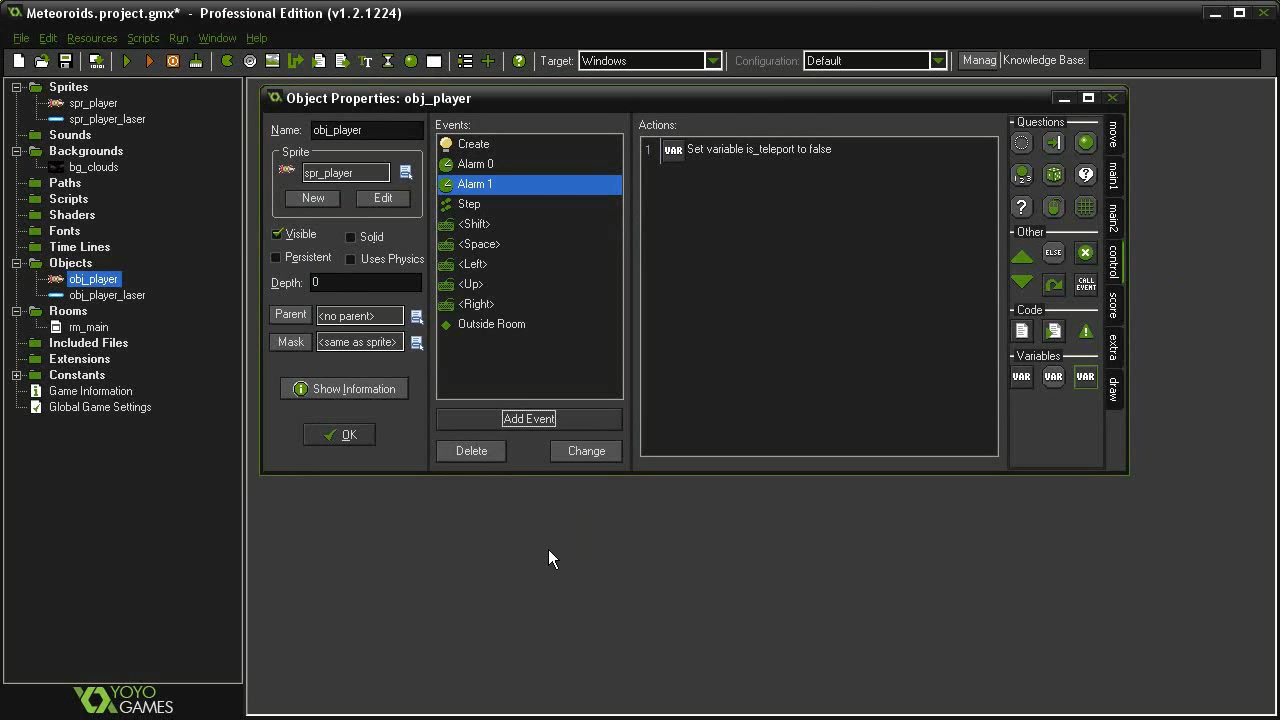 Meteoroids.project.gmx* - Professional Edition (v1.2.1224)
File Edit Resources Scripts Run Window Help
Target: Windows Configuration: Default Manag Knowledge Base:
Sprites
spr_player
spr_player_laser
Sounds
Backgrounds
bg_clouds
Paths
Scripts
Shaders
Fonts
Time Lines
Objects
obj_player
obj_player_laser
Rooms
rm_main
Included Files
Extensions
Constants
Game Information
Global Game Settings
YOYO
GAMES
Object Properties: obj_player
Name: obj_player
Sprite
spr_player
New Edit
Visible Solid
Persistent Uses Physics
Depth: 0
Parent <no parent>
Mask <same as sprite>
Show Information
OK
Events:
Create
Alarm 0
Alarm 1
Step
<Shift>
<Space>
<Left>
<Up>
<Right>
Outside Room
Add Event
Delete Change
Actions:
1 VAR Set variable is_teleport to false
Questions
Other
ELSE
CALL
EVENT
Code
Variables
VAR VAR VAR
move
main1
main2
control
score
extra
draw